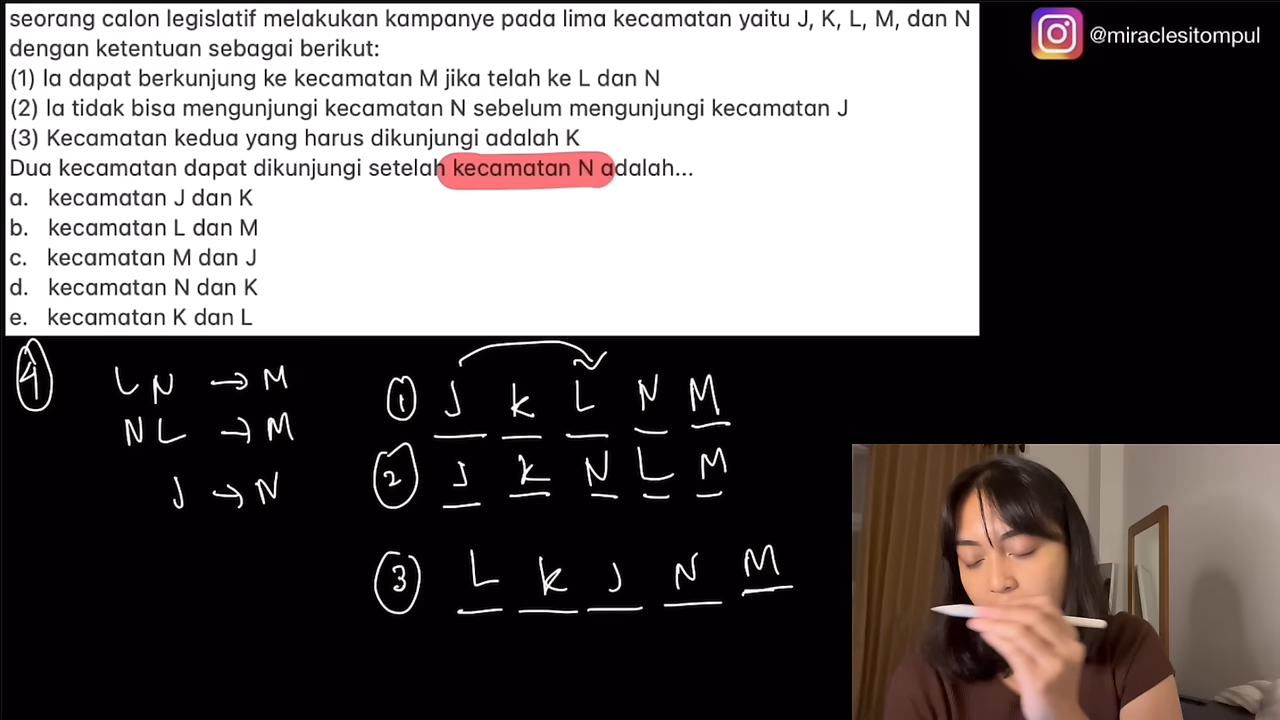 seorang calon legislatif melakukan kampanye pada lima kecamatan yaitu J, K, L, M, dan N
dengan ketentuan sebagai berikut:
(1) Ia dapat berkunjung ke kecamatan M jika telah ke L dan N
(2) Ia tidak bisa mengunjungi kecamatan N sebelum mengunjungi kecamatan J
(3) Kecamatan kedua yang harus dikunjungi adalah K
Dua kecamatan dapat dikunjungi setelah kecamatan N adalah...
a. kecamatan J dan K
b. kecamatan L dan M
c. kecamatan M dan J
d. kecamatan N dan K
e. kecamatan K dan L
@miraclesitompul
4
L N → M
N L → M
J → N
1 J K L N M
2 J K N L M
3 L K J N M